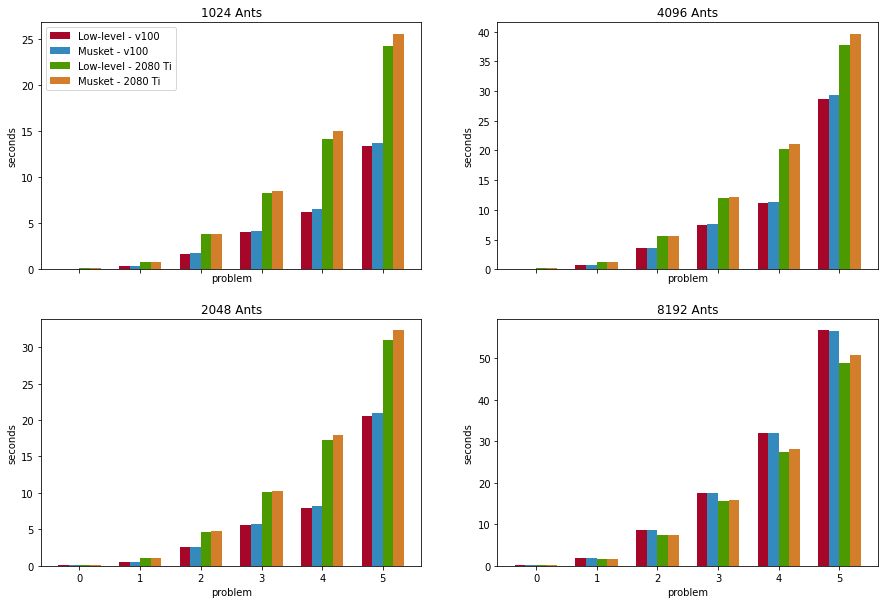 1024 Ants
25
20
15
10
5
0
seconds
Low-level - v100
Musket - v100
Low-level - 2080 Ti
Musket - 2080 Ti
problem
4096 Ants
40
35
30
25
20
15
10
5
0
seconds
problem
2048 Ants
30
25
20
15
10
5
0
seconds
0 1 2 3 4 5
problem
8192 Ants
50
40
30
20
10
0
seconds
0 1 2 3 4 5
problem